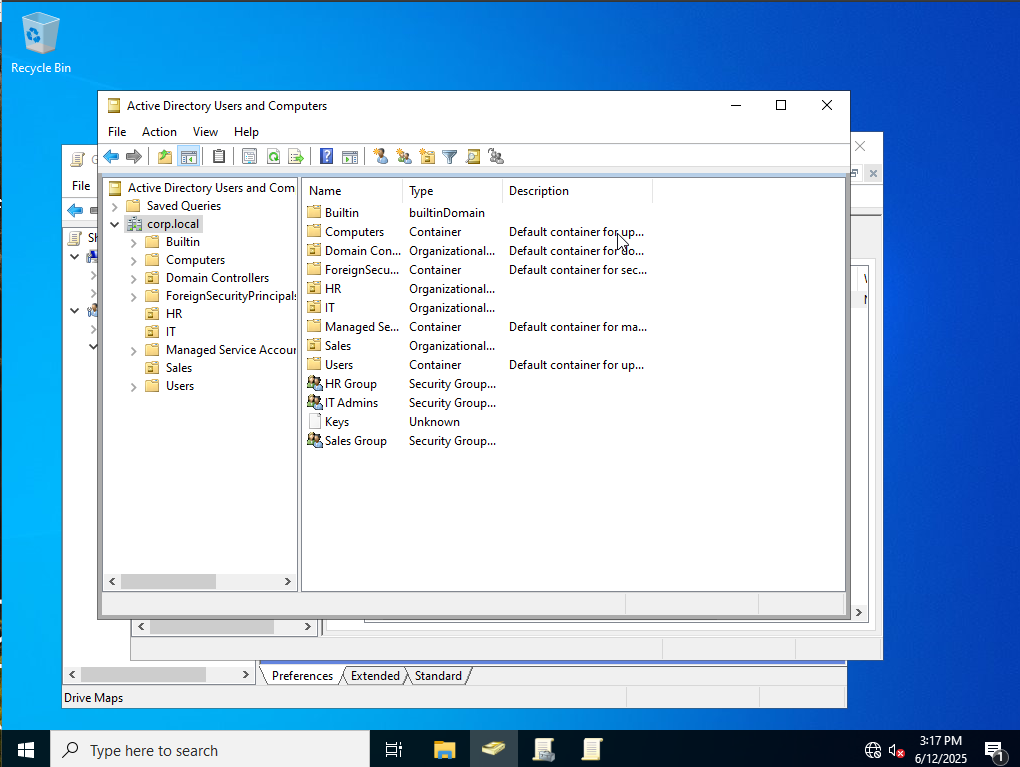 Recycle Bin
Active Directory Users and Computers
File Action View Help
File
Active Directory Users and Com
Saved Queries
corp.local
Builtin
Computers
Domain Controllers
ForeignSecurityPrincipals
HR
IT
Managed Service Accour
Sales
Users
Name Type Description
Builtin builtinDomain
Computers Container Default container for up...
Domain Con... Organizational... Default container for do...
ForeignSecu... Container Default container for sec...
HR Organizational...
IT Organizational...
Managed Se... Container Default container for ma...
Sales Organizational...
Users Container Default container for up...
HR Group Security Group...
IT Admins Security Group...
Keys Unknown
Sales Group Security Group...
Preferences Extended Standard
Drive Maps
Type here to search
3:17 PM
6/12/2025
1